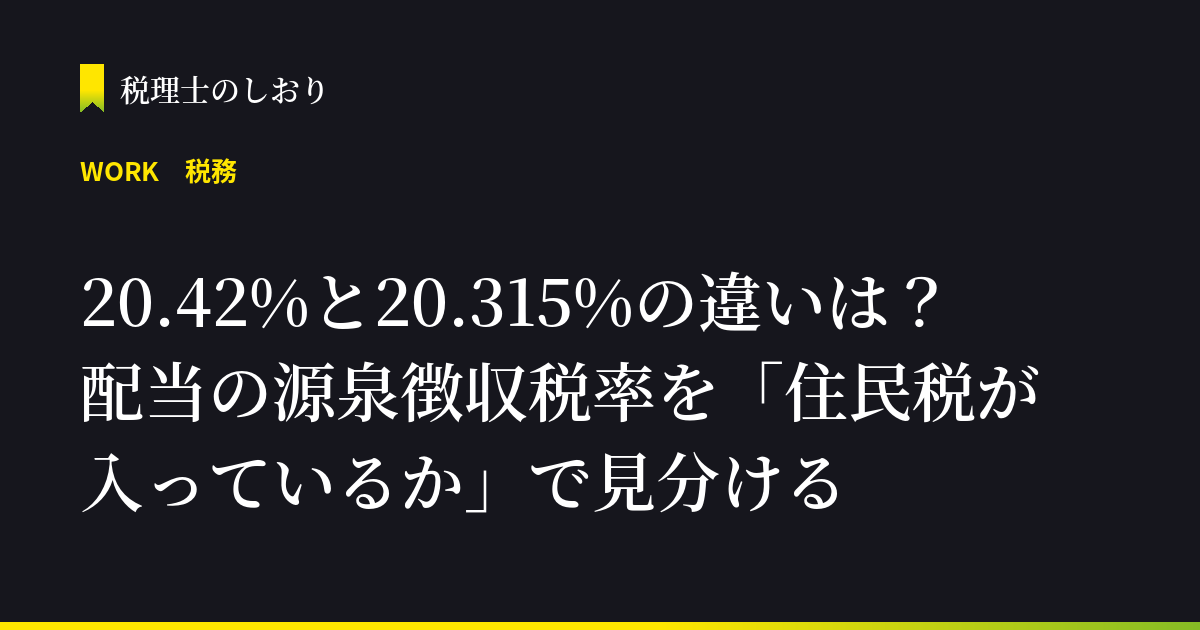 税理士のしおり
WORK 税務
20.42%と20.315%の違いは？
配当の源泉徴収税率を「住民税が
入っているか」で見分ける